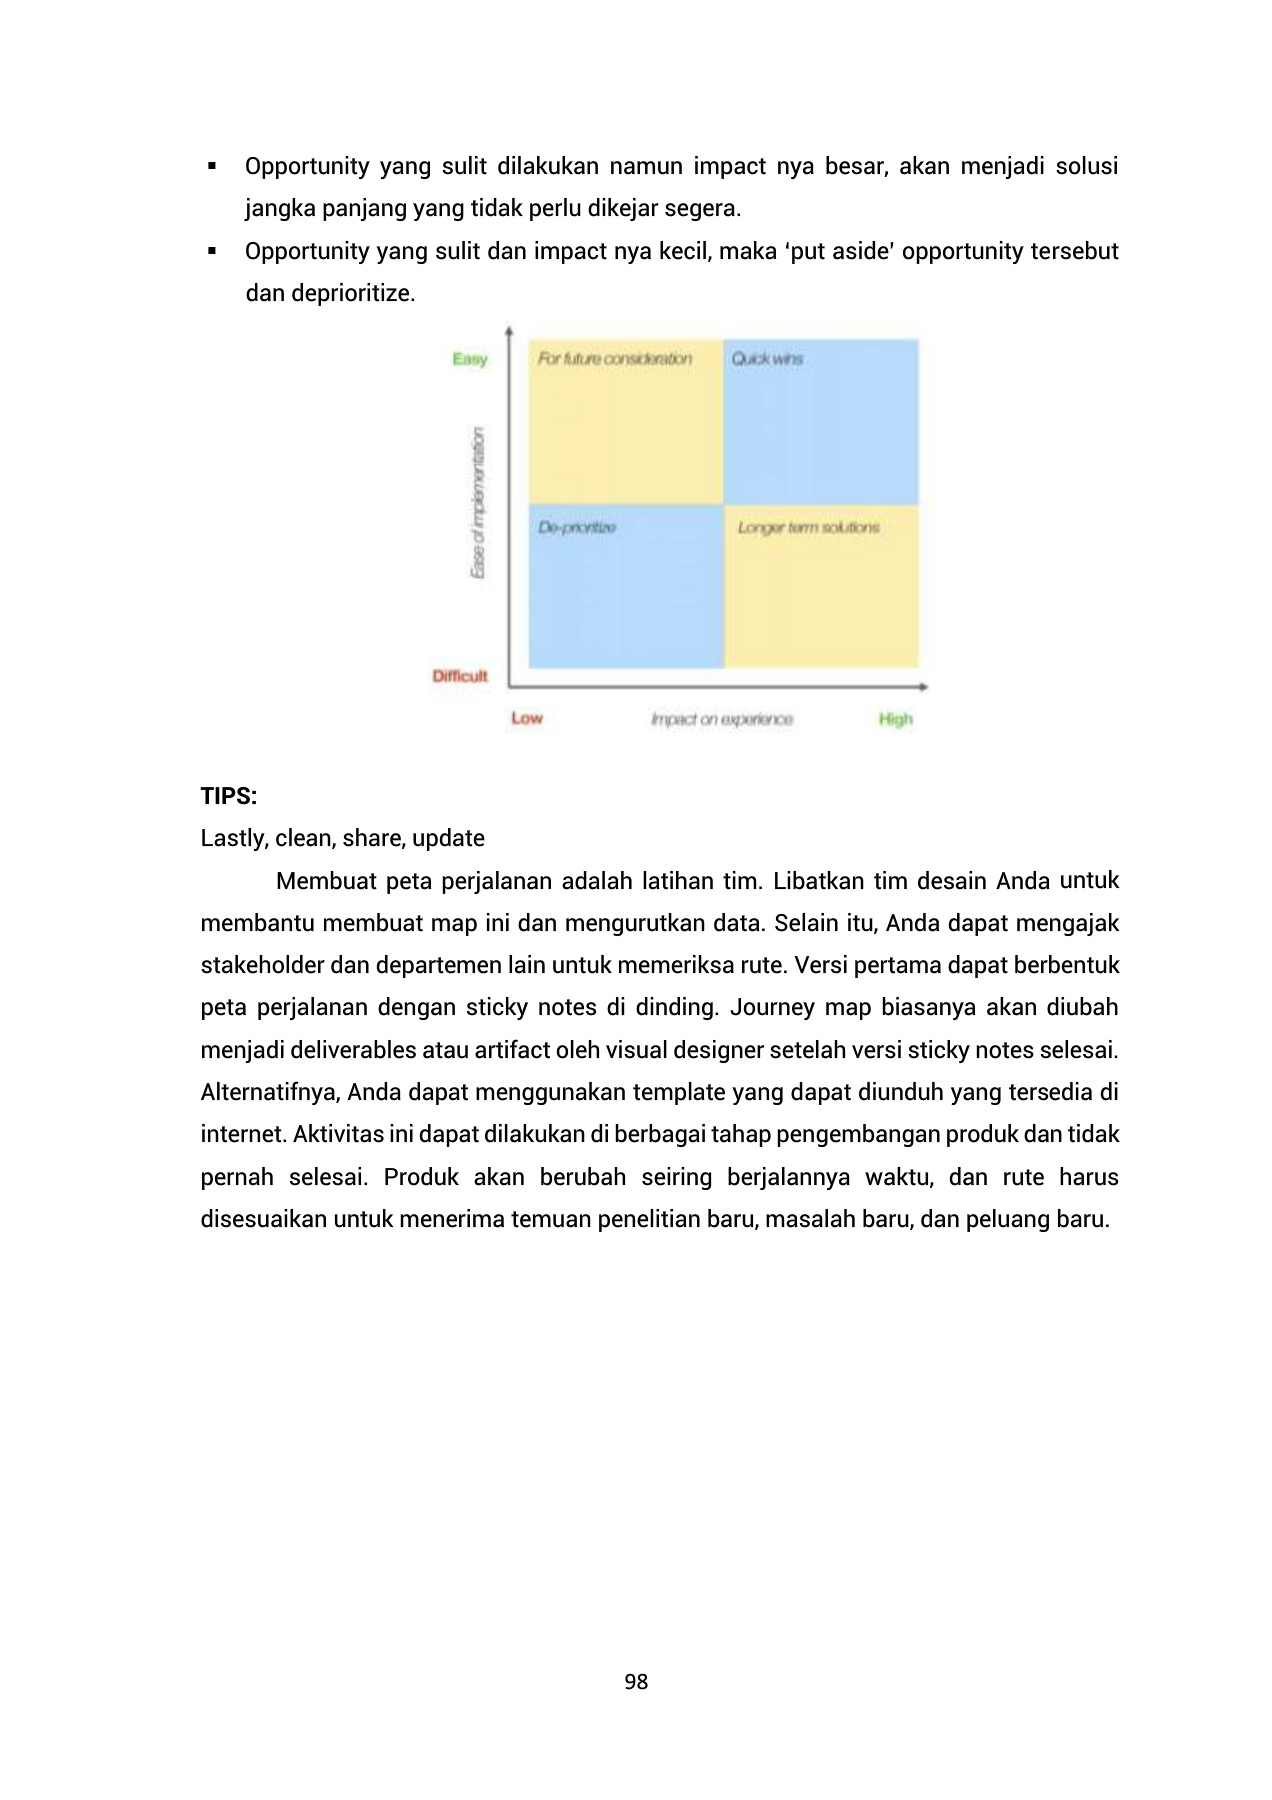 ▪ Opportunity yang sulit dilakukan namun impact nya besar, akan menjadi solusi
jangka panjang yang tidak perlu dikejar segera.
▪ Opportunity yang sulit dan impact nya kecil, maka ‘put aside’ opportunity tersebut
dan deprioritize.
Easy
For future consideration
Quick wins
Ease of implementation
De-prioritize
Longer term solutions
Difficult
Low
Impact on experience
High
TIPS:
Lastly, clean, share, update
Membuat peta perjalanan adalah latihan tim. Libatkan tim desain Anda untuk
membantu membuat map ini dan mengurutkan data. Selain itu, Anda dapat mengajak
stakeholder dan departemen lain untuk memeriksa rute. Versi pertama dapat berbentuk
peta perjalanan dengan sticky notes di dinding. Journey map biasanya akan diubah
menjadi deliverables atau artifact oleh visual designer setelah versi sticky notes selesai.
Alternatifnya, Anda dapat menggunakan template yang dapat diunduh yang tersedia di
internet. Aktivitas ini dapat dilakukan di berbagai tahap pengembangan produk dan tidak
pernah selesai. Produk akan berubah seiring berjalannya waktu, dan rute harus
disesuaikan untuk menerima temuan penelitian baru, masalah baru, dan peluang baru.
98